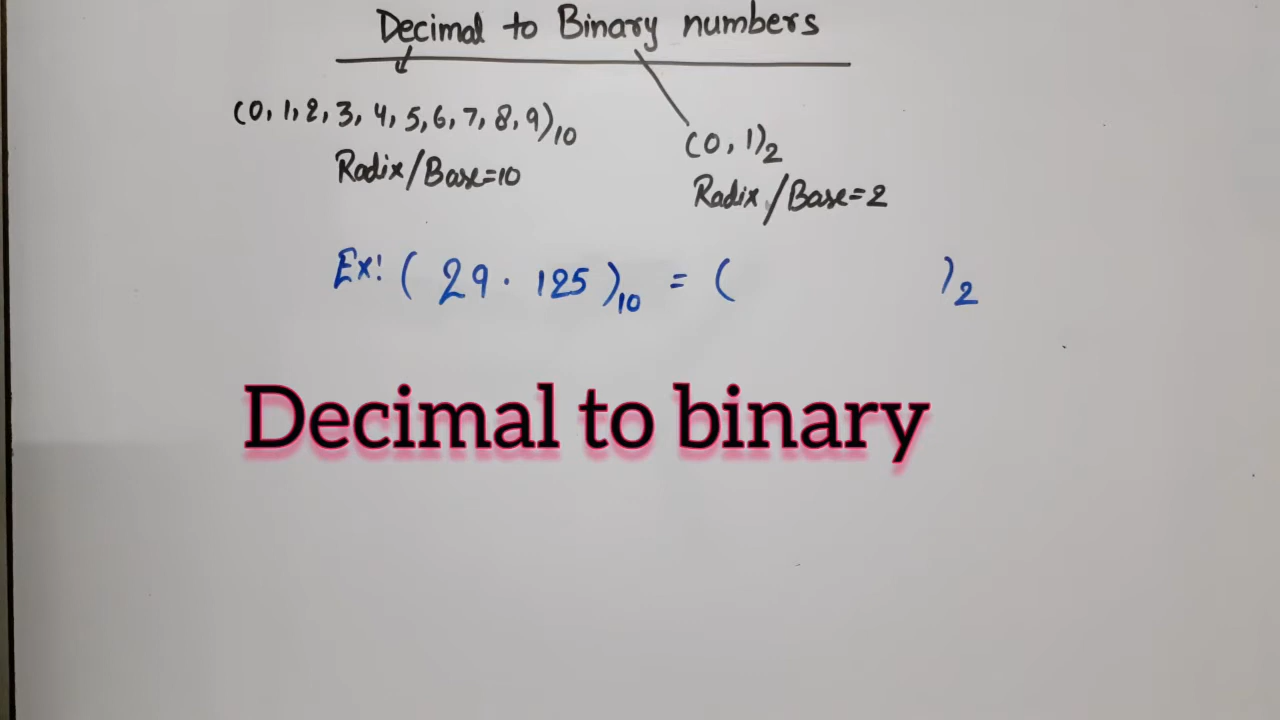 Decimal to Binary numbers
(0, 1, 2, 3, 4, 5, 6, 7, 8, 9)10
(0, 1)2
Radix/Base=10
Radix/Base=2
Ex: ( 29.125 )10 = ( )2
Decimal to binary